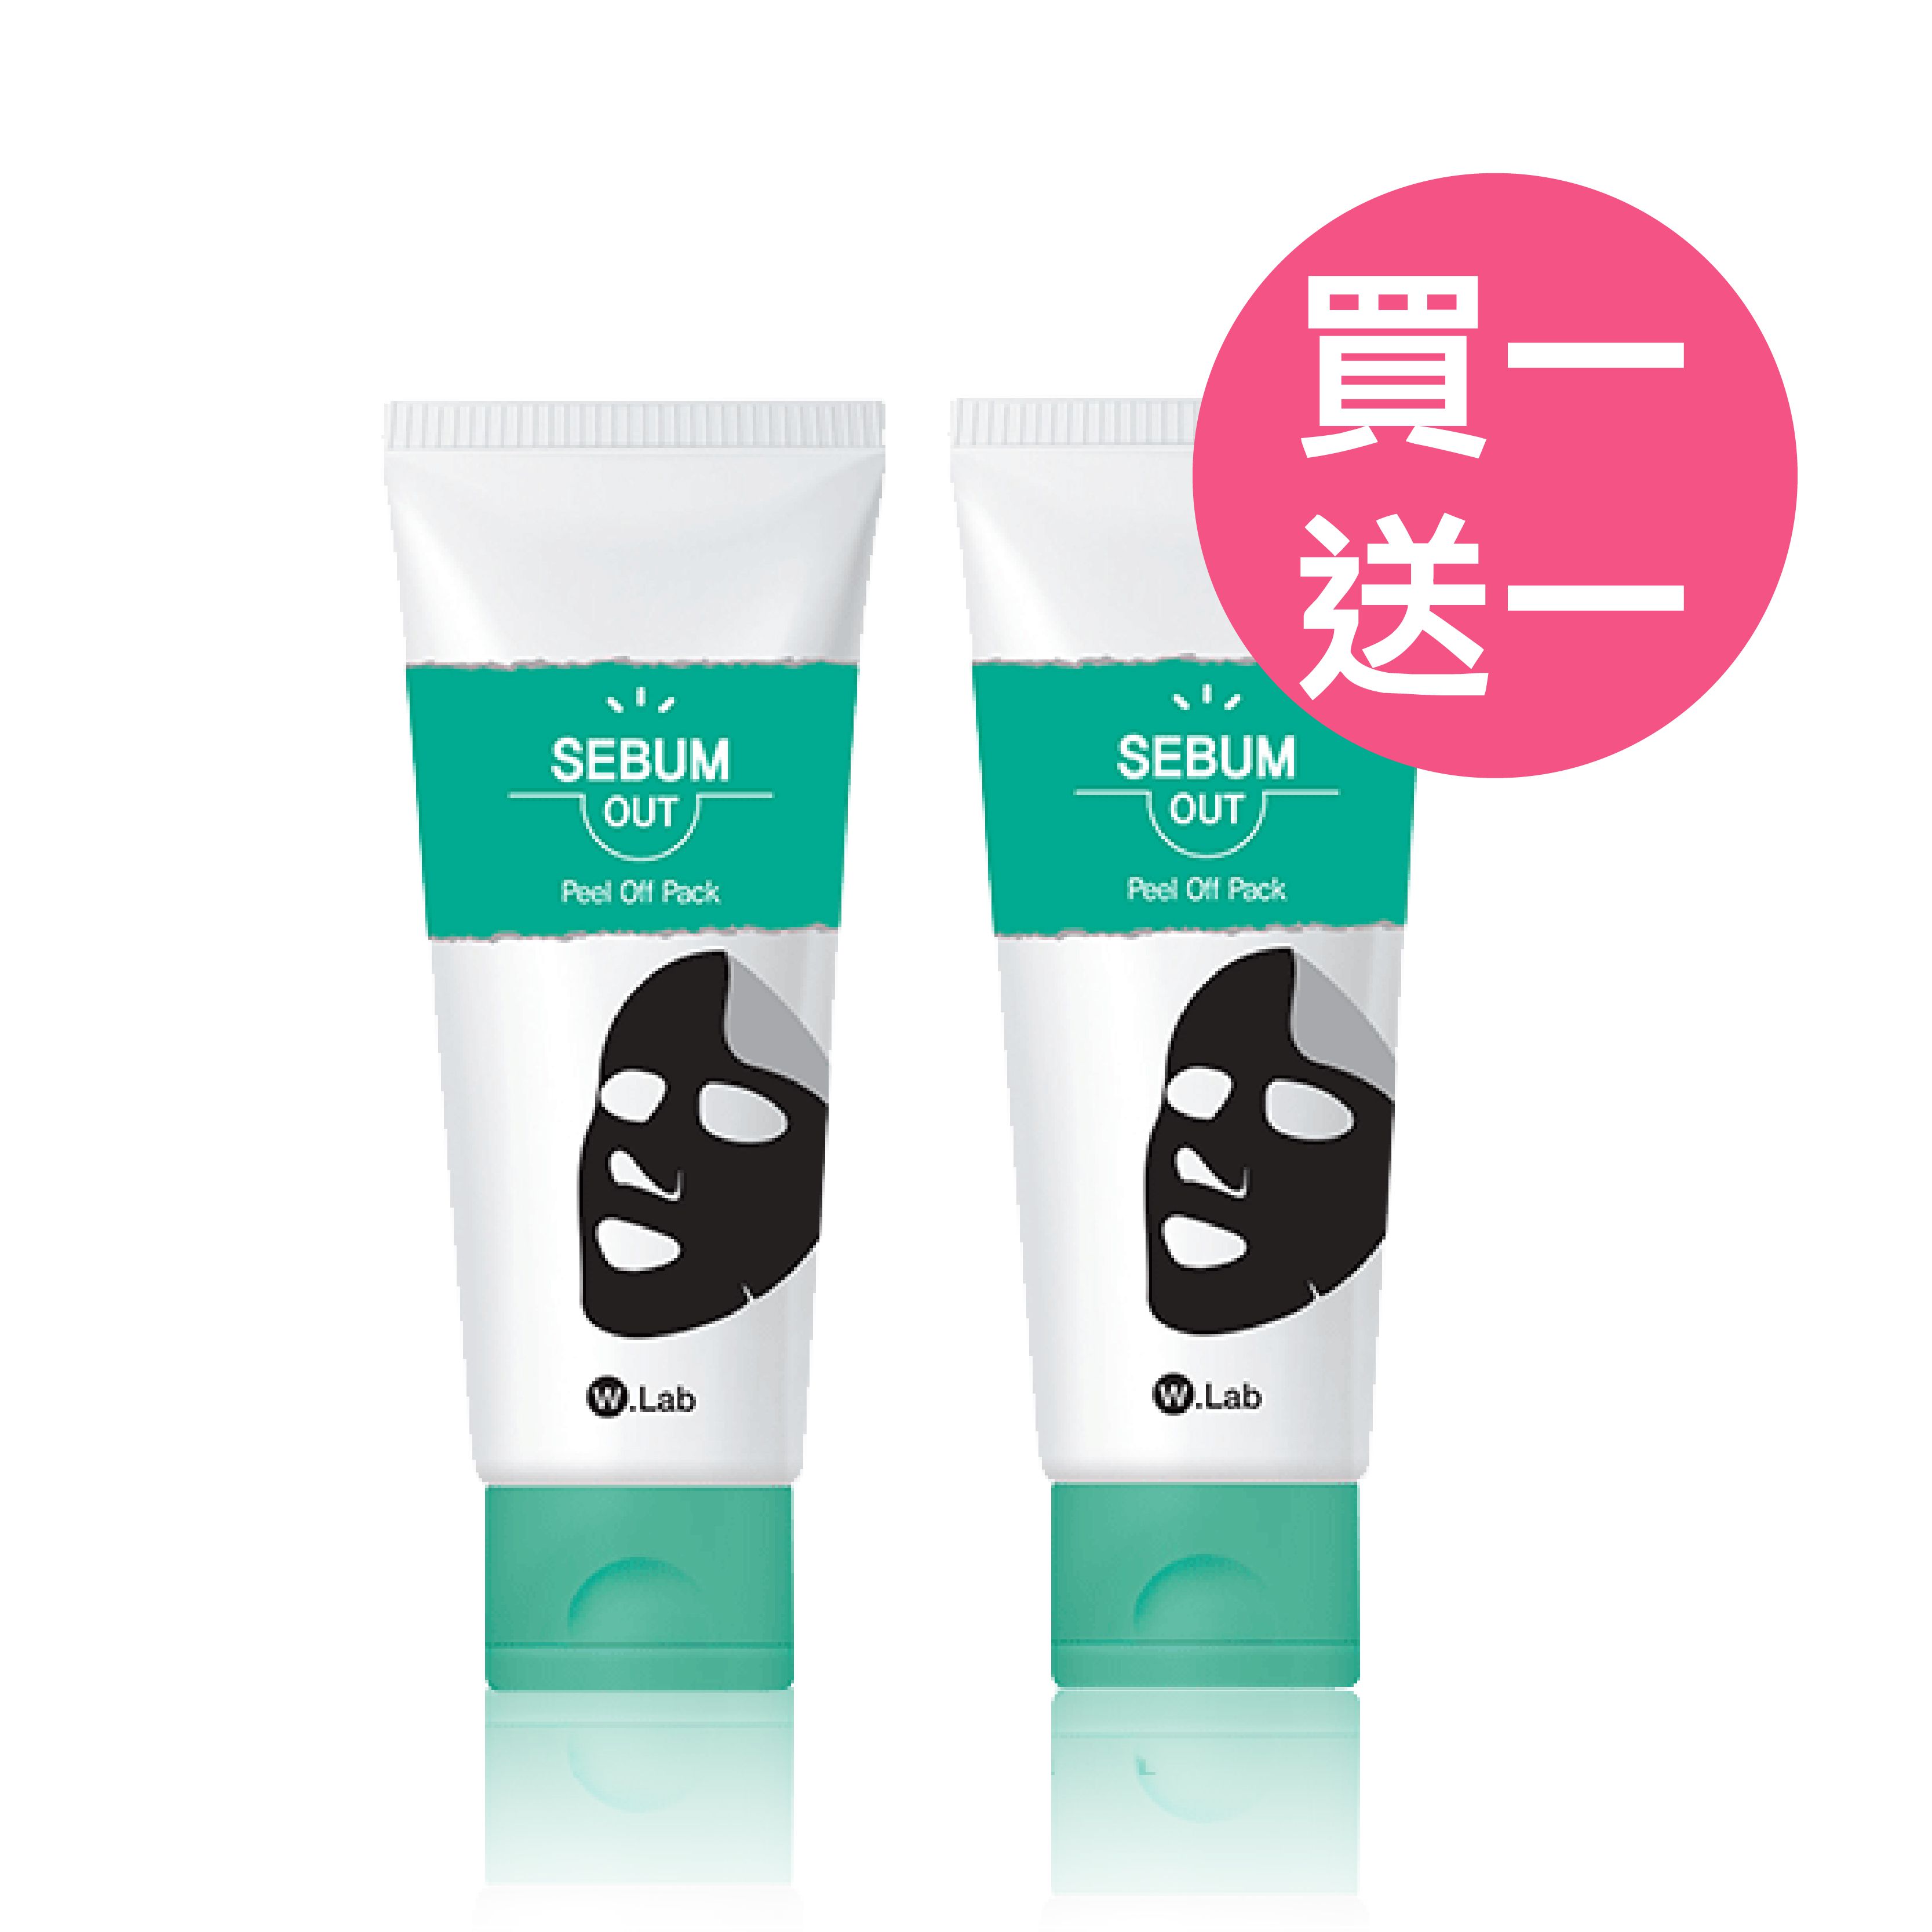 買一
送一
SEBUM
OUT
Peel Off Pack
W.Lab
SEBUM
OUT
Peel Off Pack
W.Lab